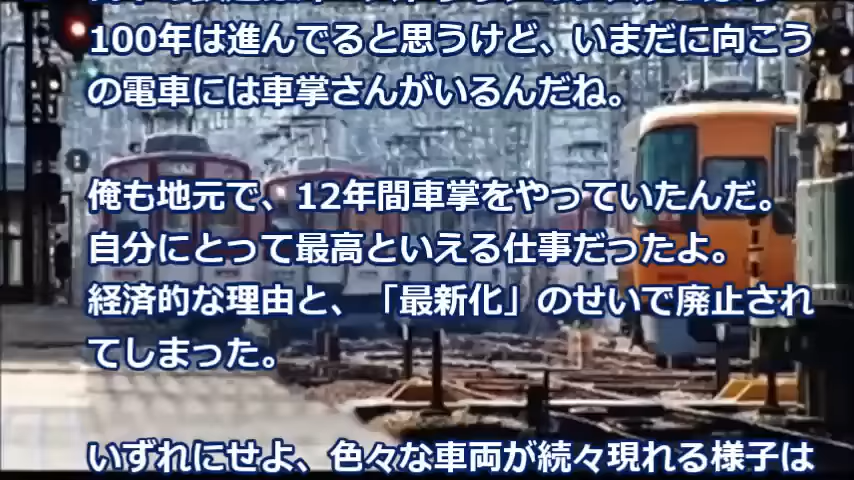 100年は進んでると思うけど、いまだに向こう
の電車には車掌さんがいるんだね。
俺も地元で、12年間車掌をやっていたんだ。
自分にとって最高といえる仕事だったよ。
経済的な理由と、「最新化」のせいで廃止され
てしまった。
いずれにせよ、色々な車両が続々現れる様子は